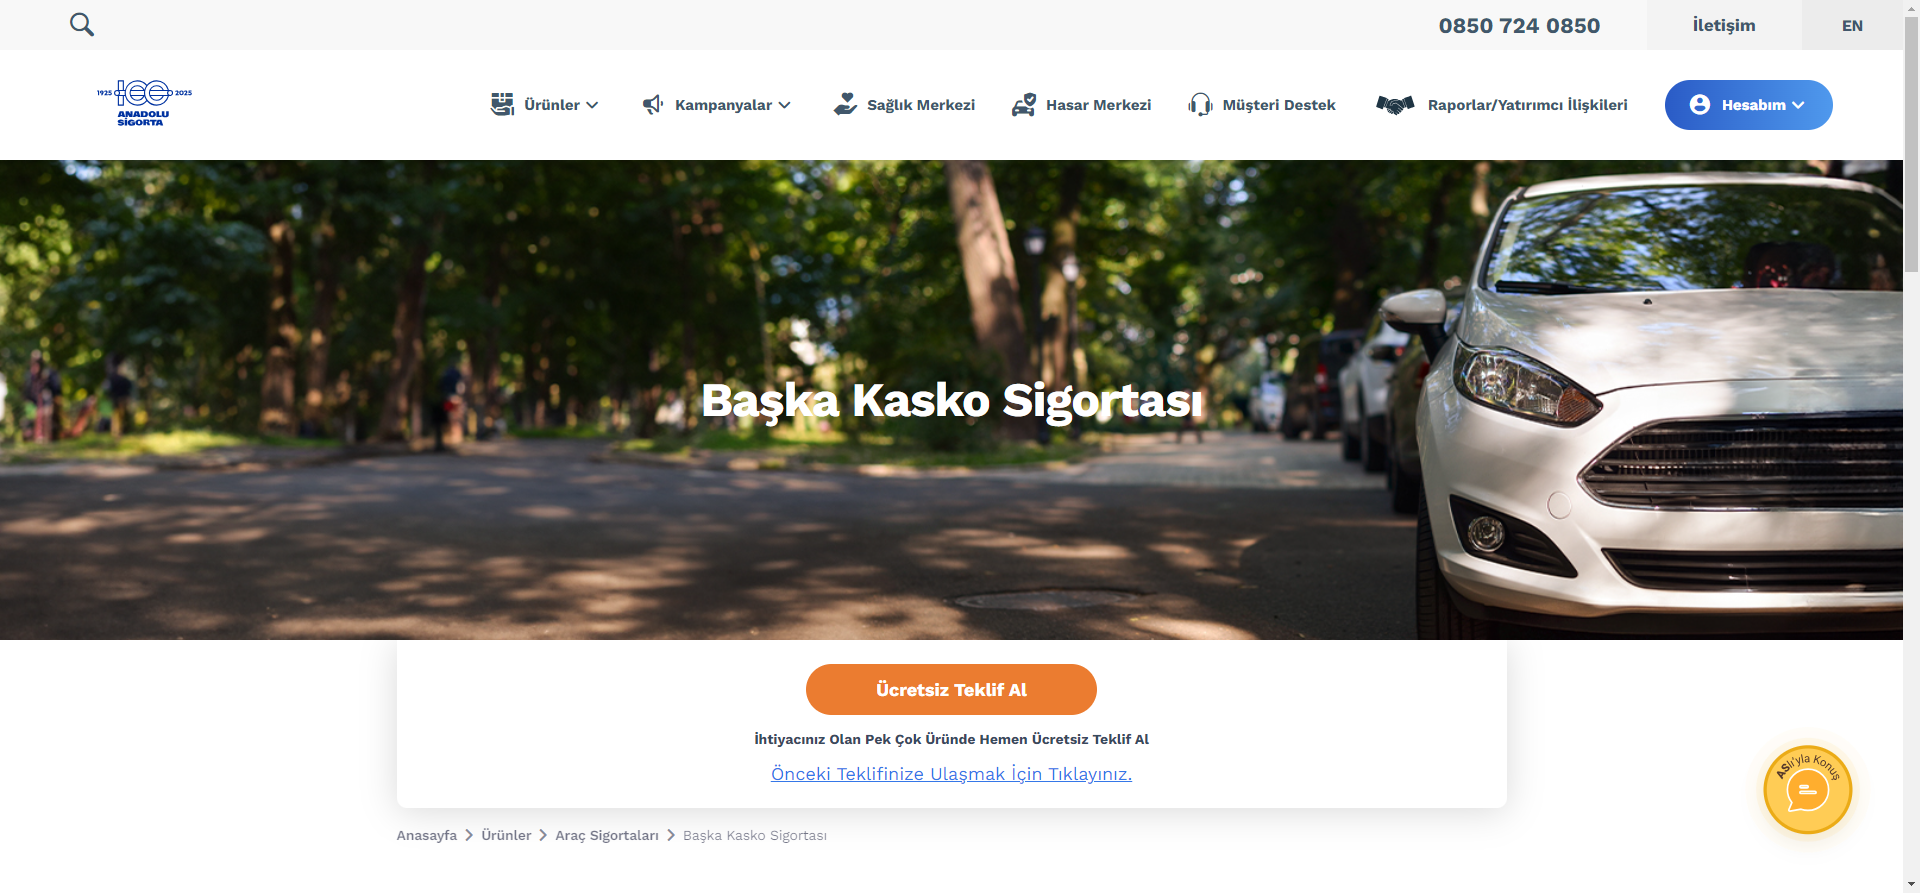 0850 724 0850
İletişim
EN
1925 100 2025
ANADOLU
SİGORTA
Ürünler
Kampanyalar
Sağlık Merkezi
Hasar Merkezi
Müşteri Destek
Raporlar/Yatırımcı İlişkileri
Hesabım
Başka Kasko Sigortası
Ücretsiz Teklif Al
İhtiyacınız Olan Pek Çok Üründe Hemen Ücretsiz Teklif Al
Önceki Teklifinize Ulaşmak İçin Tıklayınız.
ASlı'yla Konuş
Anasayfa > Ürünler > Araç Sigortaları > Başka Kasko Sigortası